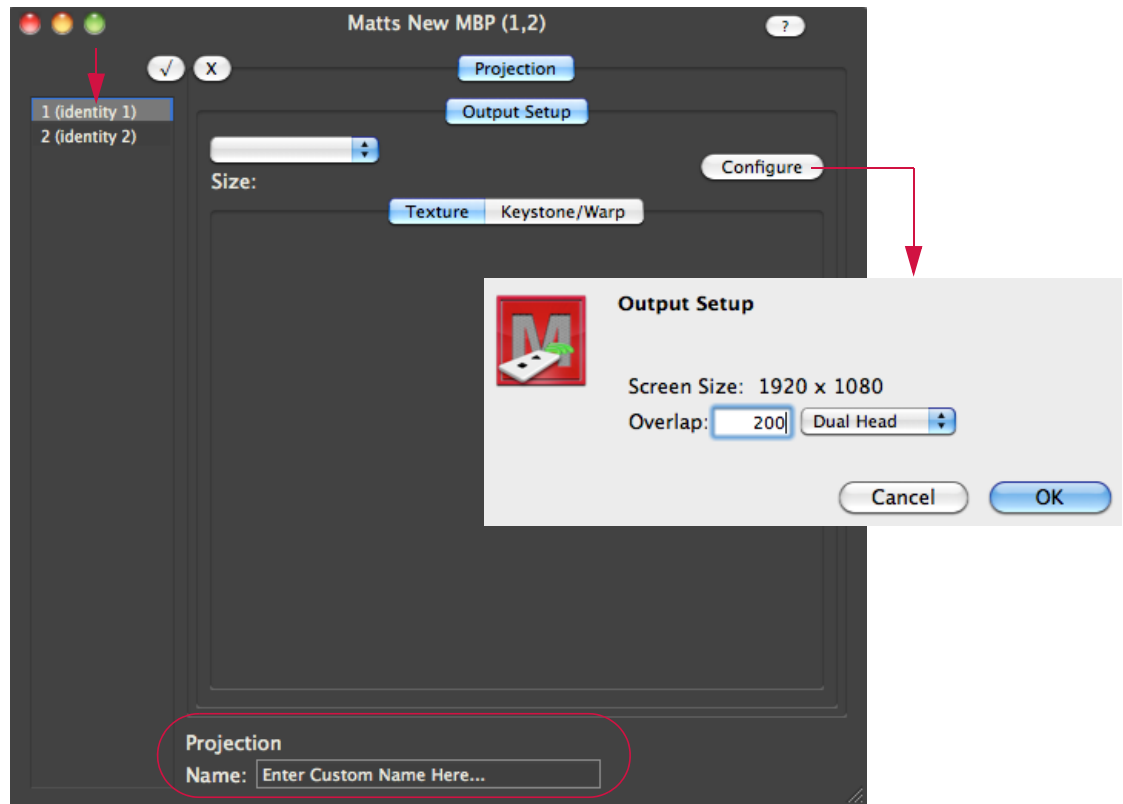 Matts New MBP (1,2)
?
√
X
Projection
1 (identity 1)
2 (identity 2)
Output Setup
Configure
Size:
Texture
Keystone/Warp
M
Output Setup
Screen Size: 1920 x 1080
Overlap: 200 Dual Head
Cancel
OK
Projection
Name: Enter Custom Name Here...